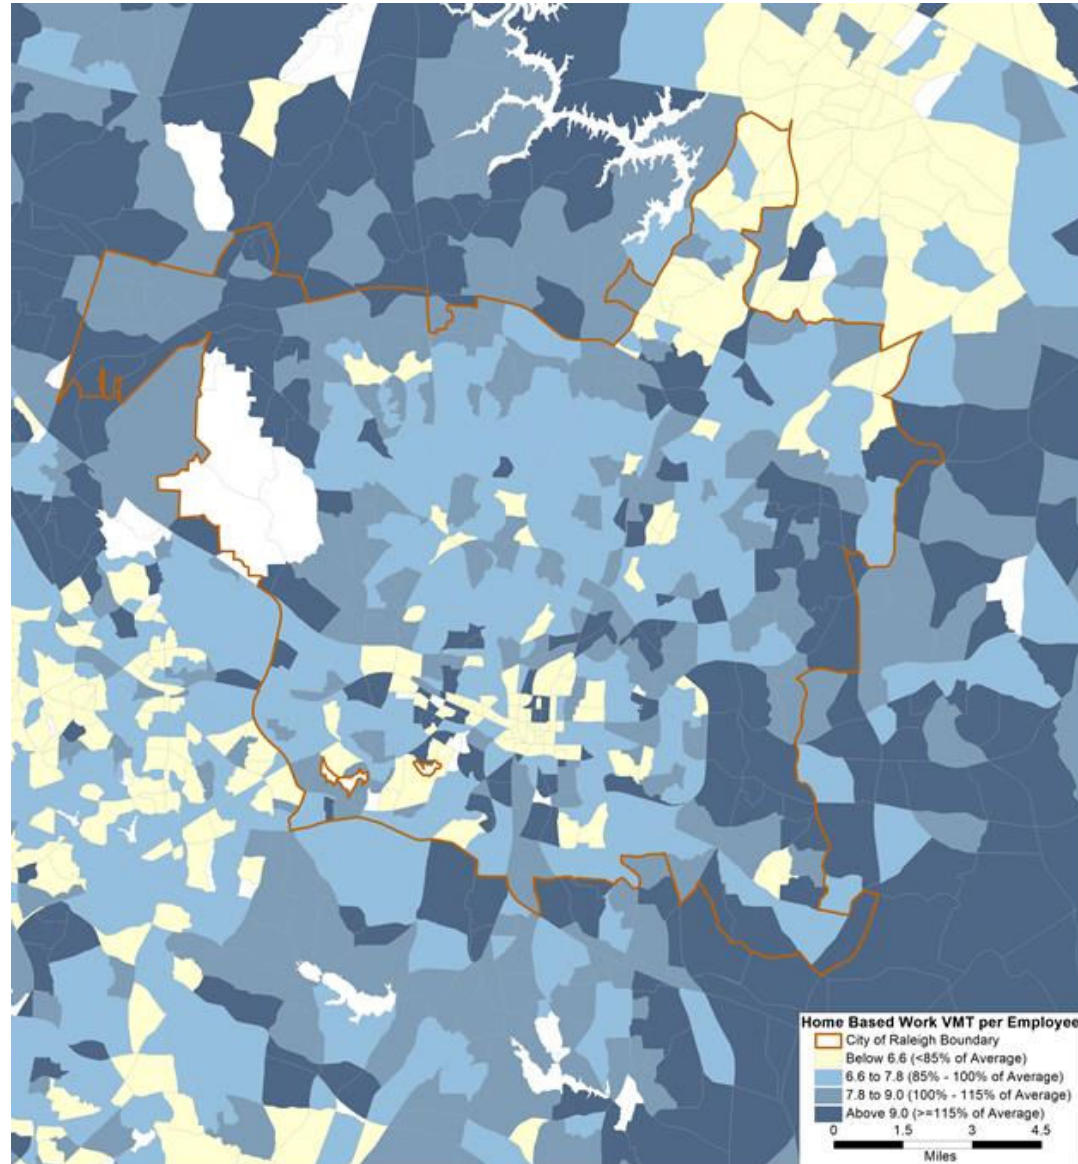 Home Based Work VMT per Employee
City of Raleigh Boundary
Below 6.6 (<85% of Average)
6.6 to 7.8 (85% - 100% of Average)
7.8 to 9.0 (100% - 115% of Average)
Above 9.0 (>=115% of Average)
0 1.5 3 4.5
Miles